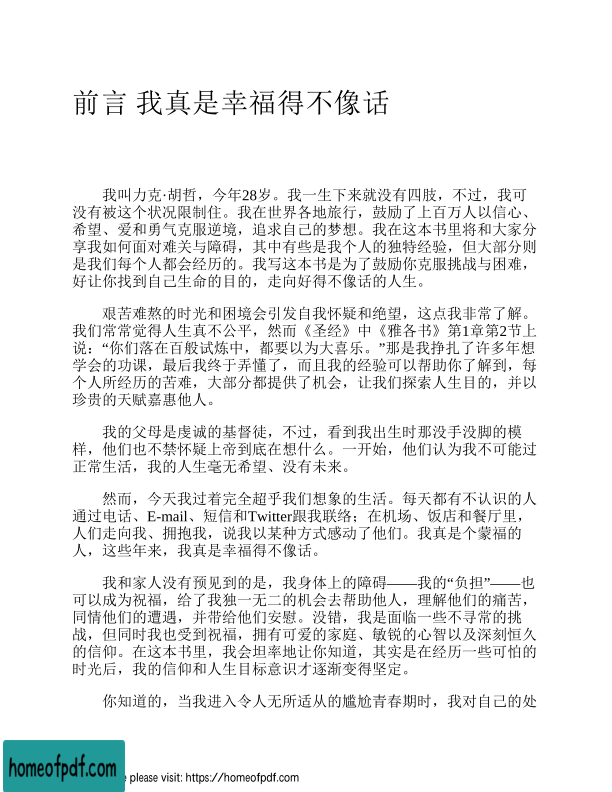 前言 我真是幸福得不像话
我叫力克·胡哲，今年28岁。我一生下来就没有四肢，不过，我可
没有被这个状况限制住。我在世界各地旅行，鼓励了上百万人以信心、
希望、爱和勇气克服逆境，追求自己的梦想。我在这本书里将和大家分
享我如何面对难关与障碍，其中有些是我个人的独特经验，但大部分则
是我们每个人都会经历的。我写这本书是为了鼓励你克服挑战与困难，
好让你找到自己生命的目的，走向好得不像话的人生。
艰苦难熬的时光和困境会引发自我怀疑和绝望，这点我非常了解。
我们常常觉得人生真不公平，然而《圣经》中《雅各书》第1章第2节上
说：“你们落在百般试炼中，都要以为大喜乐。”那是我挣扎了许多年想
学会的功课，最后我终于弄懂了，而且我的经验可以帮助你了解到，每
个人所经历的苦难，大部分都提供了机会，让我们探索人生目的，并以
珍贵的天赋嘉惠他人。
我的父母是虔诚的基督徒，不过，看到我出生时那没手没脚的模
样，他们也不禁怀疑上帝到底在想什么。一开始，他们认为我不可能过
正常生活，我的人生毫无希望、没有未来。
然而，今天我过着完全超乎我们想象的生活。每天都有不认识的人
通过电话、E-mail、短信和Twitter跟我联络；在机场、饭店和餐厅里，
人们走向我、拥抱我，说我以某种方式感动了他们。我真是个蒙福的
人，这些年来，我真是幸福得不像话。
我和家人没有预见到的是，我身体上的障碍——我的“负担”——也
可以成为祝福，给了我独一无二的机会去帮助他人，理解他们的痛苦，
同情他们的遭遇，并带给他们安慰。没错，我是面临一些不寻常的挑
战，但同时我也受到祝福，拥有可爱的家庭、敏锐的心智以及深刻恒久
的信仰。在这本书里，我会坦率地让你知道，其实是在经历一些可怕的
时光后，我的信仰和人生目标意识才逐渐变得坚定。
你知道的，当我进入令人无所适从的尴尬青春期时，我对自己的处
homeofpdf.com
e please visit: https://homeofpdf.com